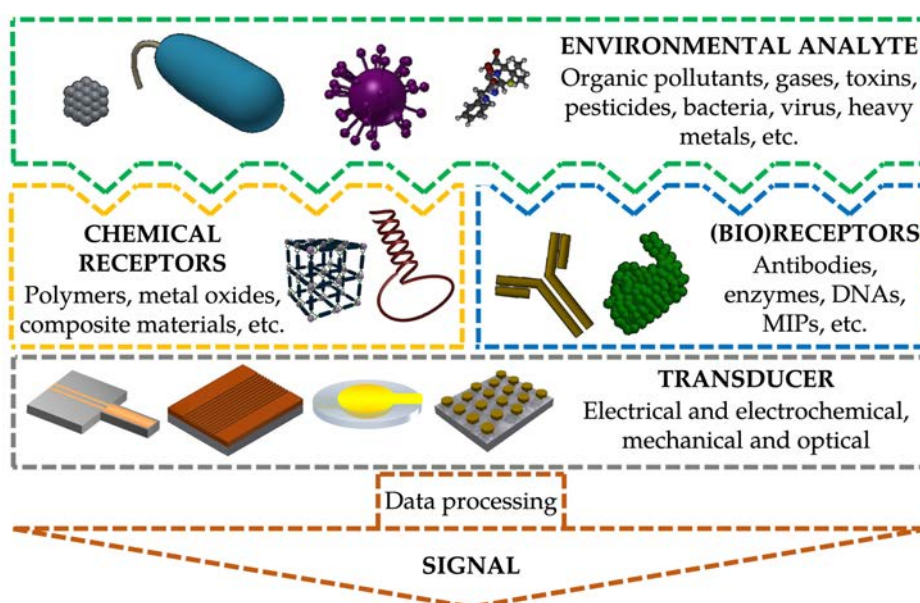 ENVIRONMENTAL ANALYTE
Organic pollutants, gases, toxins,
pesticides, bacteria, virus, heavy
metals, etc.
CHEMICAL
RECEPTORS
Polymers, metal oxides,
composite materials, etc.
(BIO)RECEPTORS
Antibodies,
enzymes, DNAs,
MIPs, etc.
TRANSDUCER
Electrical and electrochemical,
mechanical and optical
Data processing
SIGNAL